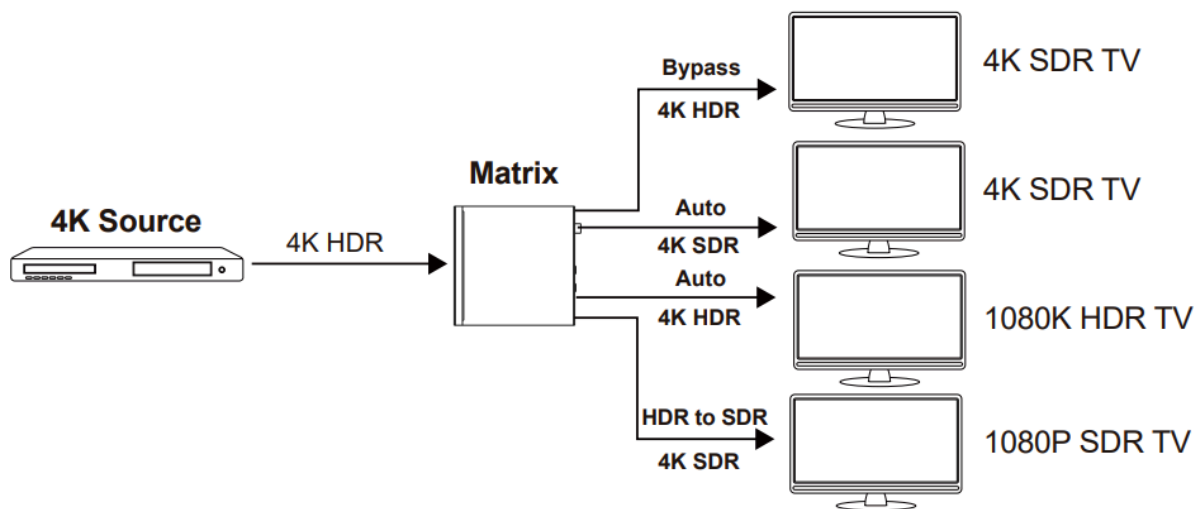 4K Source
4K HDR
Matrix
Bypass
4K HDR
4K SDR TV
Auto
4K SDR
4K SDR TV
Auto
4K HDR
1080K HDR TV
HDR to SDR
4K SDR
1080P SDR TV